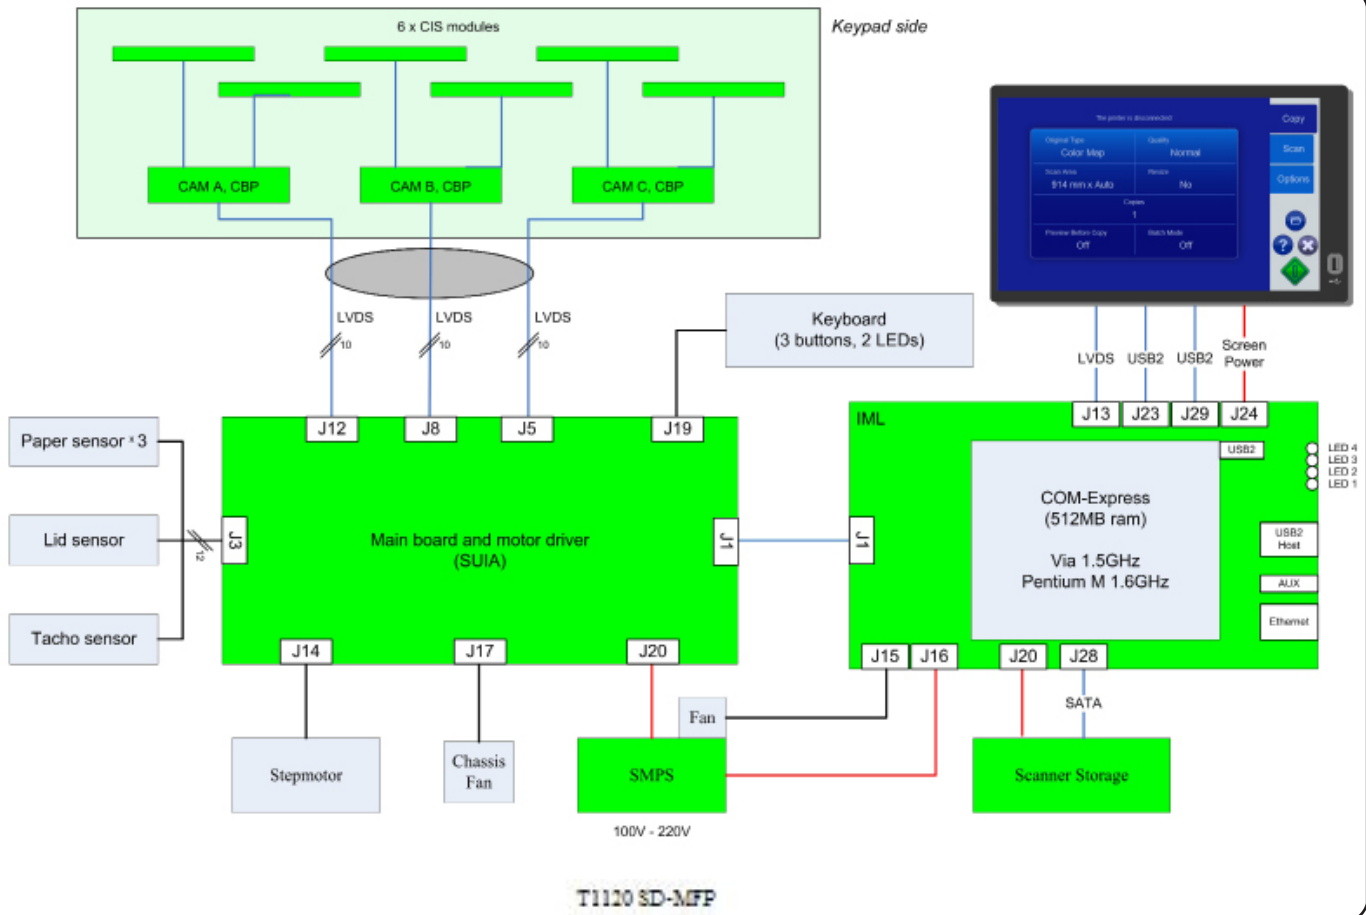 6 x CIS modules
Keypad side
CAM A, CBP
CAM B, CBP
CAM C, CBP
The printer is disconnected
Original Type
Color Map
Quality
Normal
Scan Area
914 mm x Auto
Resize
No
Copies
1
Preview Before Copy
Off
Batch Mode
Off
Copy
Scan
Options
?
LVDS
10
LVDS
10
LVDS
10
Keyboard
(3 buttons, 2 LEDs)
LVDS
USB2
USB2
Screen
Power
Paper sensor x 3
Lid sensor
Tacho sensor
12
J12
J8
J5
J19
J3
Main board and motor driver
(SUIA)
J1
J14
J17
J20
IML
J13
J23
J29
J24
USB2
LED 4
LED 3
LED 2
LED 1
COM-Express
(512MB ram)
Via 1.5GHz
Pentium M 1.6GHz
J1
USB2
Host
AUX
Ethernet
J15
J16
J20
J28
SATA
Fan
Stepmotor
Chassis
Fan
SMPS
Scanner Storage
100V - 220V
T1120 SD-MFP